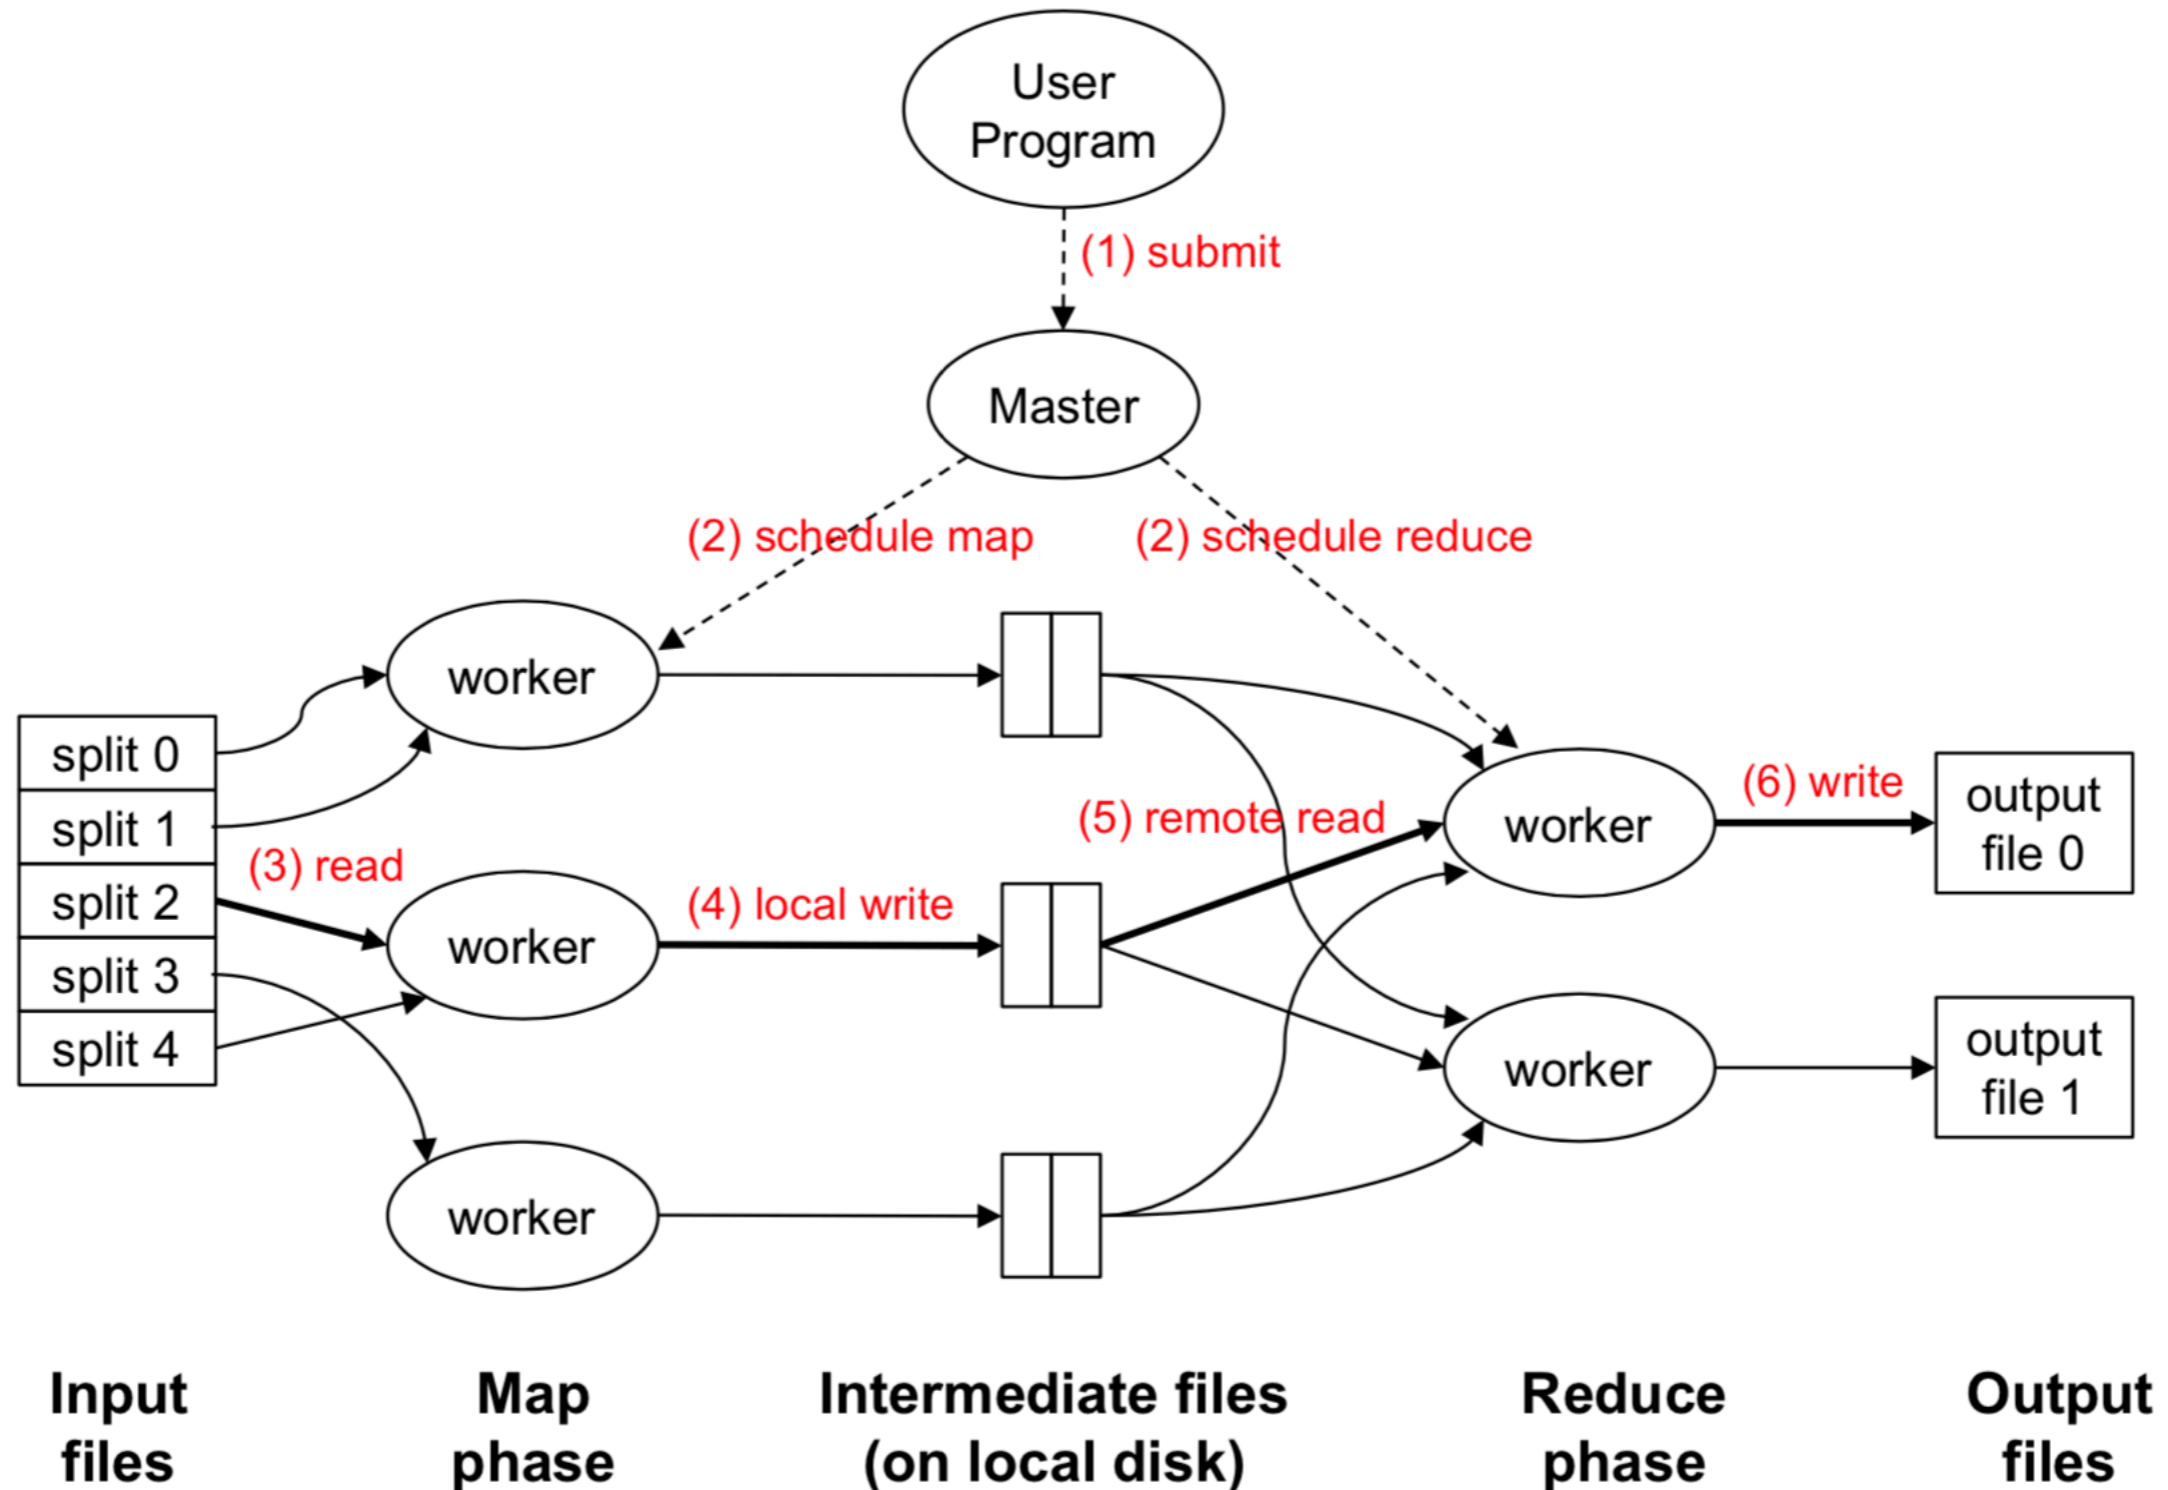 User
Program
(1) submit
Master
(2) schedule map
(2) schedule reduce
worker
split 0
split 1
split 2
split 3
split 4
(3) read
worker
(4) local write
worker
(5) remote read
worker
(6) write
output
file 0
worker
output
file 1
Input
files
Map
phase
Intermediate files
(on local disk)
Reduce
phase
Output
files